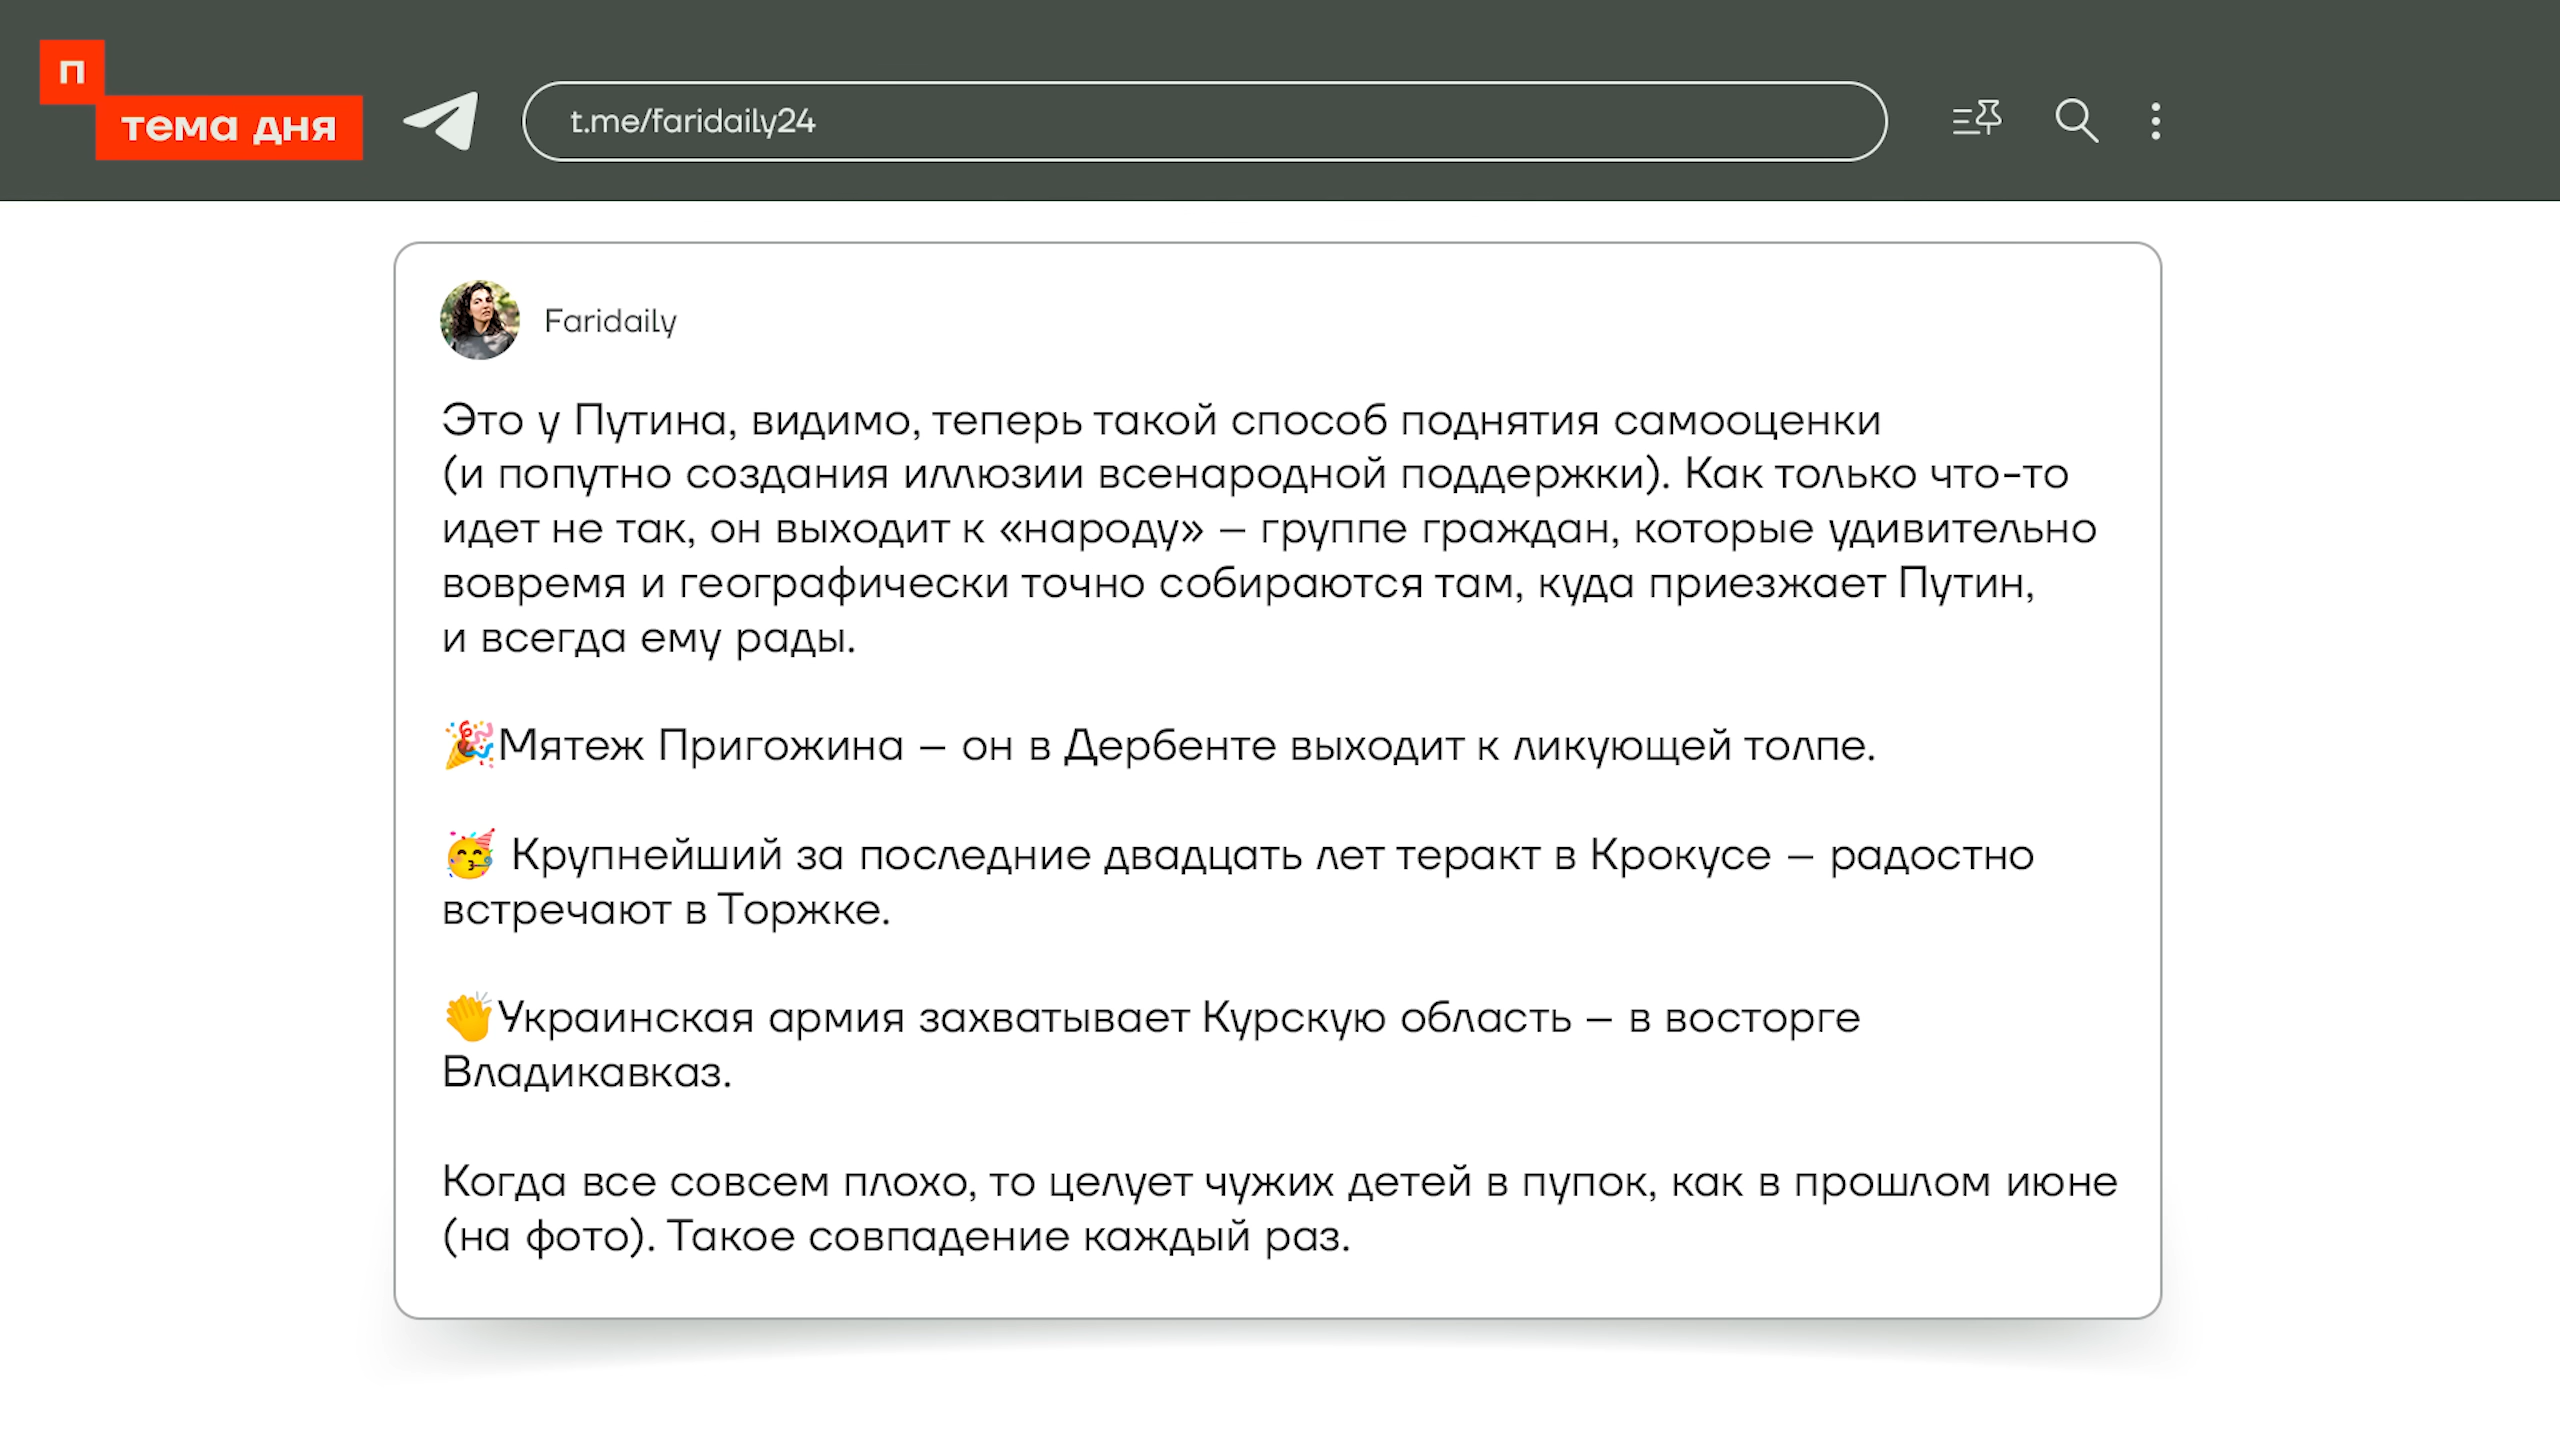 п
тема дня
t.me/faridaily24
Faridaily
Это у Путина, видимо, теперь такой способ поднятия самооценки
(и попутно создания иллюзии всенародной поддержки). Как только что-то
идет не так, он выходит к «народу» – группе граждан, которые удивительно
вовремя и географически точно собираются там, куда приезжает Путин,
и всегда ему рады.
🎉Мятеж Пригожина – он в Дербенте выходит к ликующей толпе.
🥳 Крупнейший за последние двадцать лет теракт в Крокусе – радостно
встречают в Торжке.
👏Украинская армия захватывает Курскую область – в восторге
Владикавказ.
Когда все совсем плохо, то целует чужих детей в пупок, как в прошлом июне
(на фото). Такое совпадение каждый раз.